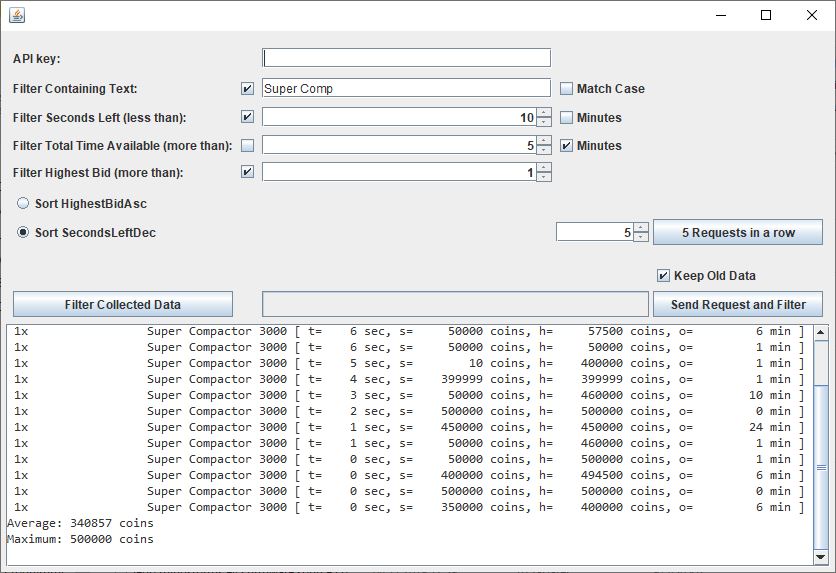 API key:
Filter Containing Text: Super Comp Match Case
Filter Seconds Left (less than): 10 Minutes
Filter Total Time Available (more than): 5 Minutes
Filter Highest Bid (more than): 1
Sort HighestBidAsc
Sort SecondsLeftDec 5 5 Requests in a row
Keep Old Data
Filter Collected Data Send Request and Filter
1x Super Compactor 3000 [ t= 6 sec, s= 50000 coins, h= 57500 coins, o= 6 min ]
1x Super Compactor 3000 [ t= 6 sec, s= 50000 coins, h= 50000 coins, o= 1 min ]
1x Super Compactor 3000 [ t= 5 sec, s= 10 coins, h= 400000 coins, o= 1 min ]
1x Super Compactor 3000 [ t= 4 sec, s= 399999 coins, h= 399999 coins, o= 1 min ]
1x Super Compactor 3000 [ t= 3 sec, s= 50000 coins, h= 460000 coins, o= 10 min ]
1x Super Compactor 3000 [ t= 2 sec, s= 500000 coins, h= 500000 coins, o= 0 min ]
1x Super Compactor 3000 [ t= 1 sec, s= 450000 coins, h= 450000 coins, o= 24 min ]
1x Super Compactor 3000 [ t= 1 sec, s= 50000 coins, h= 460000 coins, o= 1 min ]
1x Super Compactor 3000 [ t= 0 sec, s= 50000 coins, h= 500000 coins, o= 1 min ]
1x Super Compactor 3000 [ t= 0 sec, s= 400000 coins, h= 494500 coins, o= 6 min ]
1x Super Compactor 3000 [ t= 0 sec, s= 500000 coins, h= 500000 coins, o= 0 min ]
1x Super Compactor 3000 [ t= 0 sec, s= 350000 coins, h= 400000 coins, o= 6 min ]
Average: 340857 coins
Maximum: 500000 coins